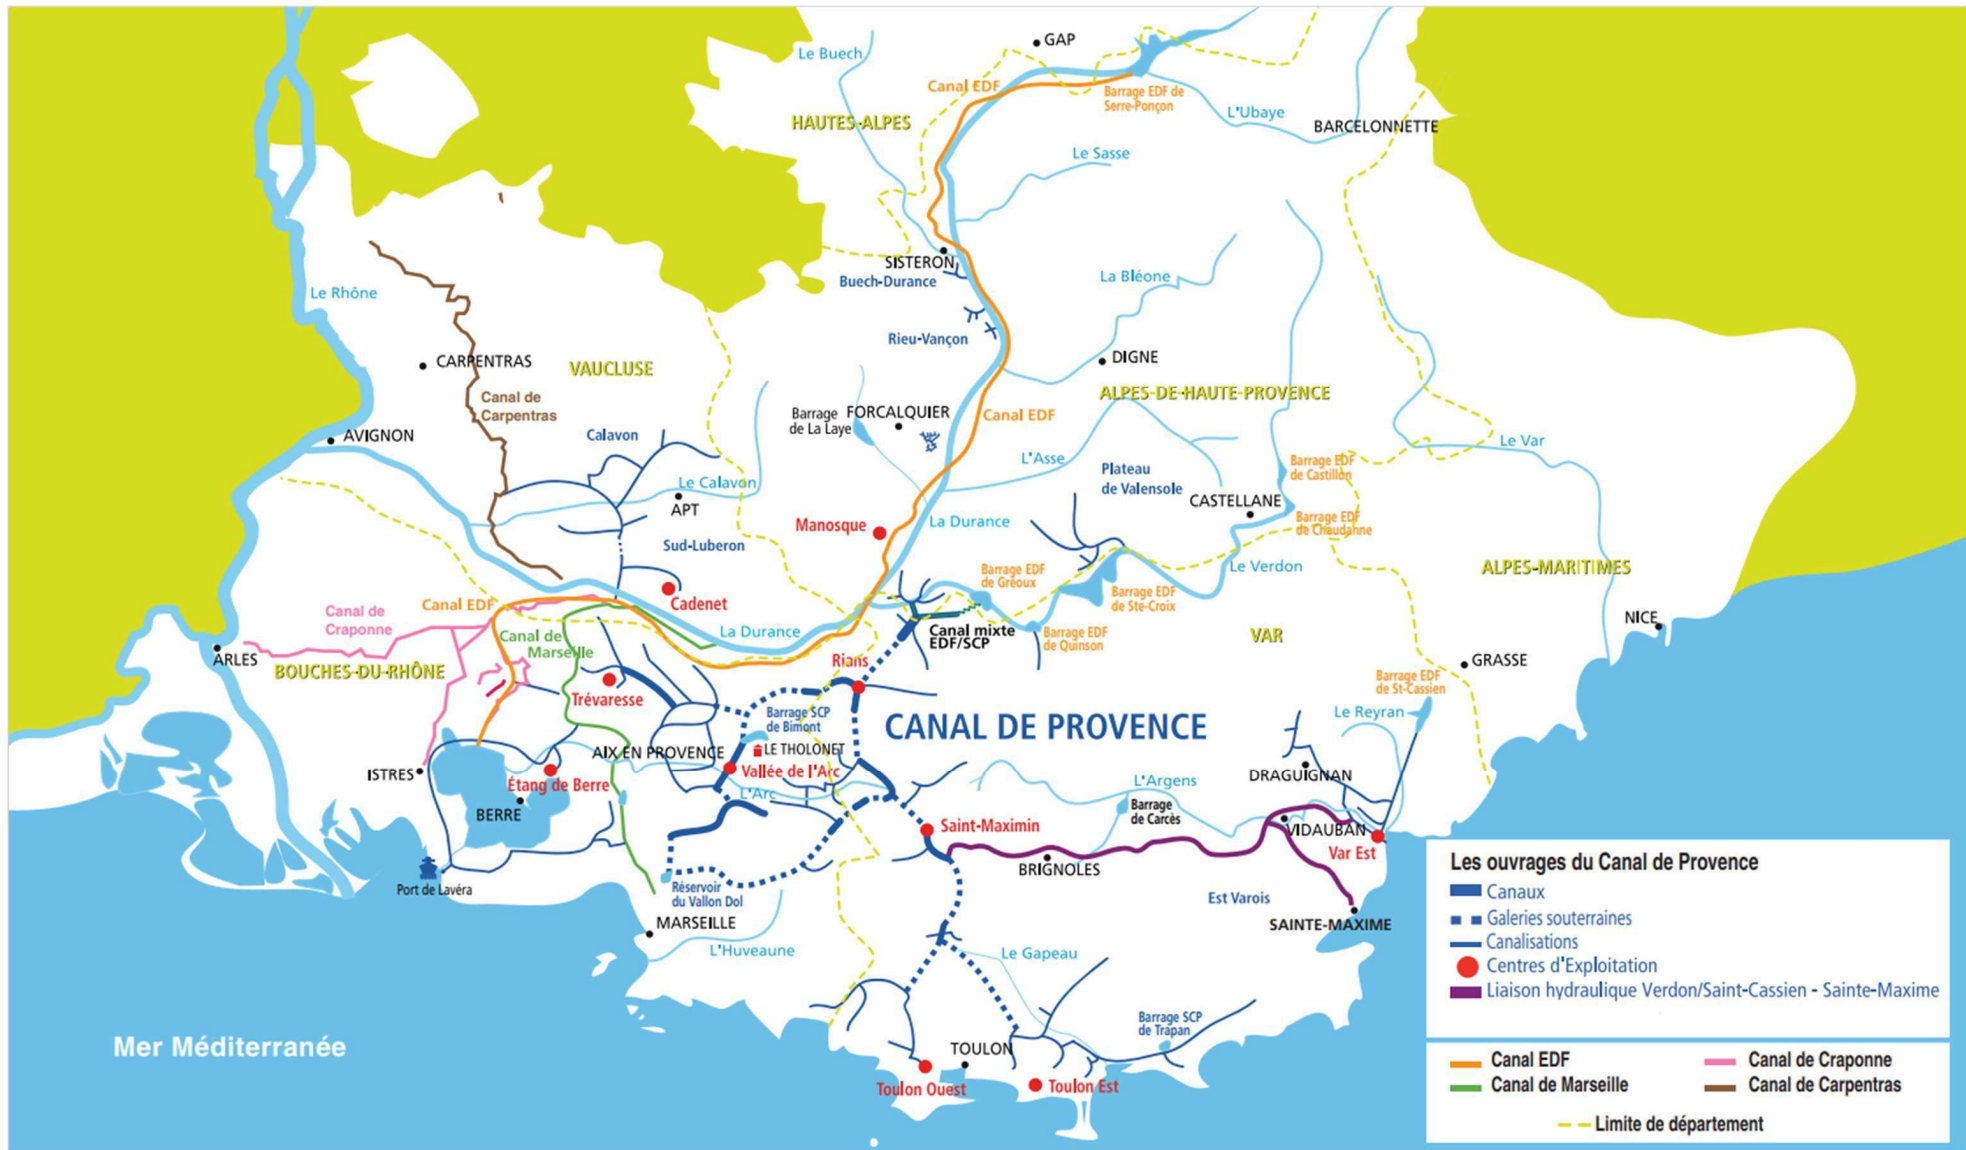 GAP
Le Buech
Canal EDF
Barrage EDF de
Serre-Ponçon
L'Ubaye
HAUTES-ALPES
BARCELONNETTE
Le Sasse
SISTERON
Buech-Durance
La Bléone
Le Rhône
Rieu-Vançon
CARPENTRAS
VAUCLUSE
DIGNE
ALPES-DE-HAUTE-PROVENCE
Canal de
Carpentras
Barrage
de La Laye
FORCALQUIER
Canal EDF
AVIGNON
Calavon
Le Var
L'Asse
Plateau
de Valensole
Barrage EDF
de Castillon
Le Calavon
APT
CASTELLANE
Manosque
La Durance
Barrage EDF
de Chaudanne
Sud-Luberon
Le Verdon
ALPES-MARITIMES
Barrage EDF
de Gréoux
Barrage EDF
de Ste-Croix
Cadenet
Canal EDF
Canal de
Craponne
La Durance
Canal mixte
EDF/SCP
Barrage EDF
de Quinson
VAR
NICE
Canal de
Marseille
ARLES
BOUCHES-DU-RHÔNE
Rians
GRASSE
Barrage EDF
de St-Cassien
Trévaresse
Barrage SCP
de Bimont
Le Reyran
CANAL DE PROVENCE
AIX EN PROVENCE
LE THOLONET
Vallée de l'Arc
ISTRES
Étang de Berre
L'Arc
L'Argens
DRAGUIGNAN
BERRE
Barrage
de Carcès
Saint-Maximin
VIDAUBAN
Var Est
BRIGNOLES
Port de Lavéra
Réservoir
du Vallon Dol
Est Varois
MARSEILLE
SAINTE-MAXIME
L'Huveaune
Le Gapeau
Barrage SCP
de Trapan
Mer Méditerranée
TOULON
Toulon Ouest
Toulon Est
Les ouvrages du Canal de Provence
Canaux
Galeries souterraines
Canalisations
Centres d'Exploitation
Liaison hydraulique Verdon/Saint-Cassien - Sainte-Maxime
Canal EDF
Canal de Craponne
Canal de Marseille
Canal de Carpentras
Limite de département